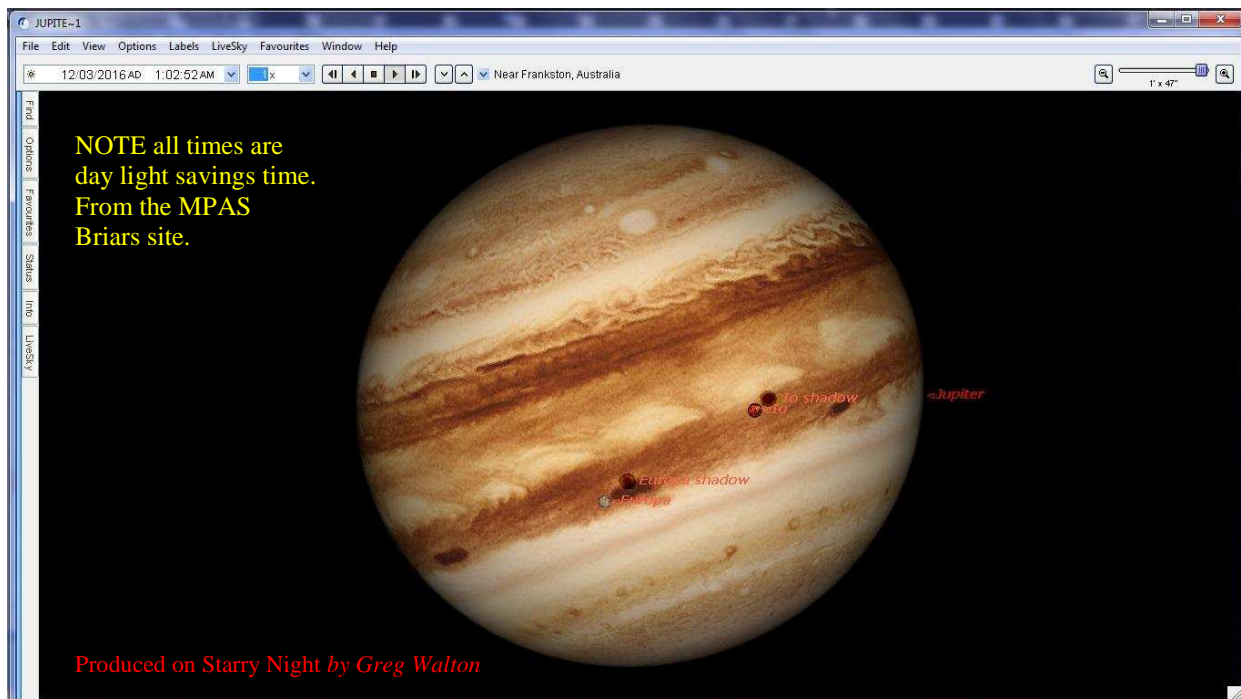 JUPITE~1
File Edit View Options Labels LiveSky Favourites Window Help
12/03/2016 AD 1:02:52 AM 1 x Near Frankston, Australia
1° x 47"
Find
Options
Favourites
Status
Info
LiveSky
NOTE all times are
day light savings time.
From the MPAS
Briars site.
Io shadow
Io
Jupiter
Europa shadow
Europa
Produced on Starry Night by Greg Walton